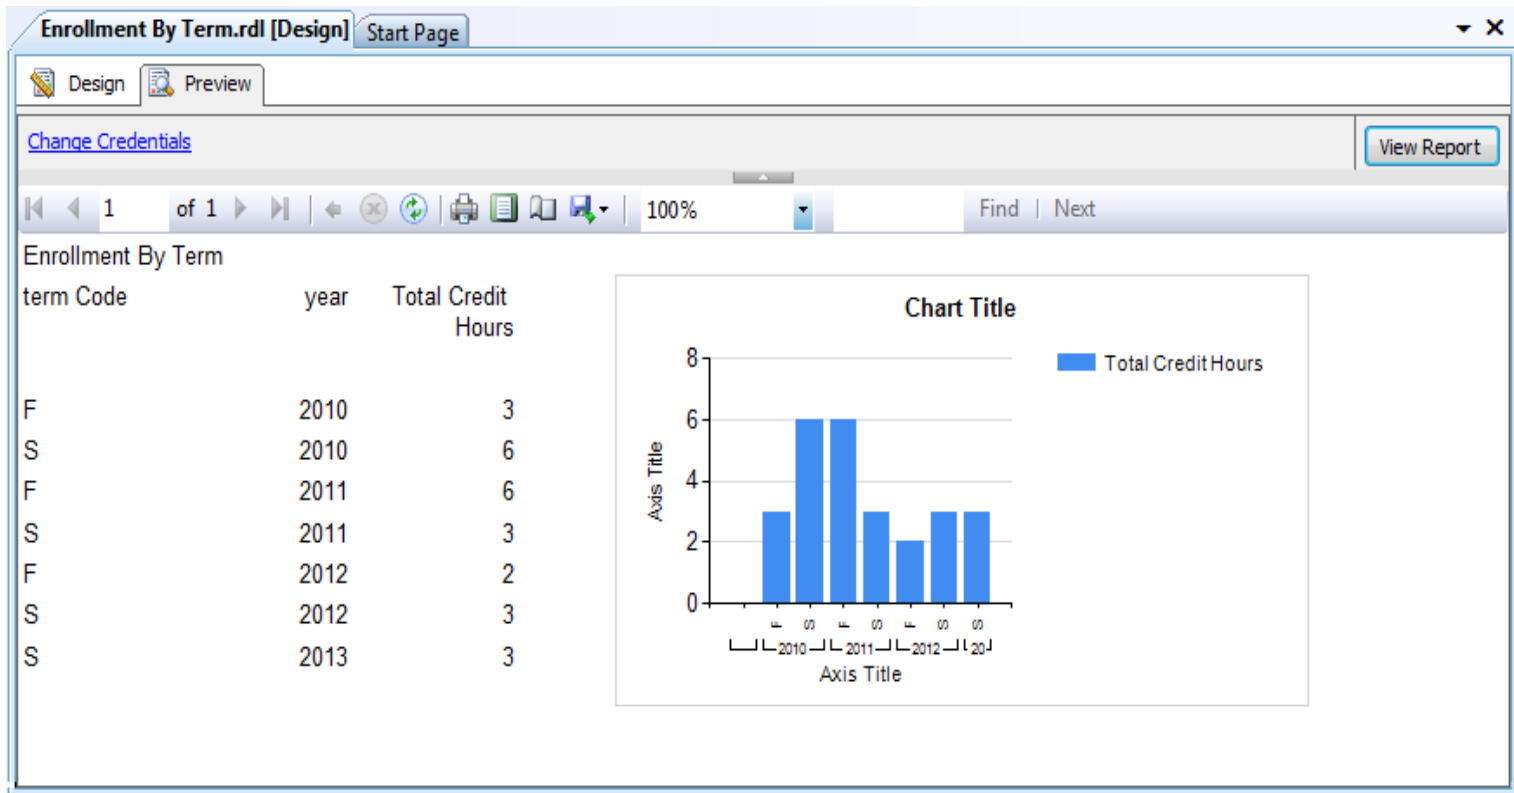 Enrollment By Term.rdl [Design] Start Page
Design Preview
Change Credentials
View Report
1 of 1 100% Find | Next
Enrollment By Term
term Code year Total Credit
Hours
F 2010 3
S 2010 6
F 2011 6
S 2011 3
F 2012 2
S 2012 3
S 2013 3
Chart Title
Total Credit Hours
Axis Title
8
6
4
2
0
F S F S F S S
2010 2011 2012 20
Axis Title